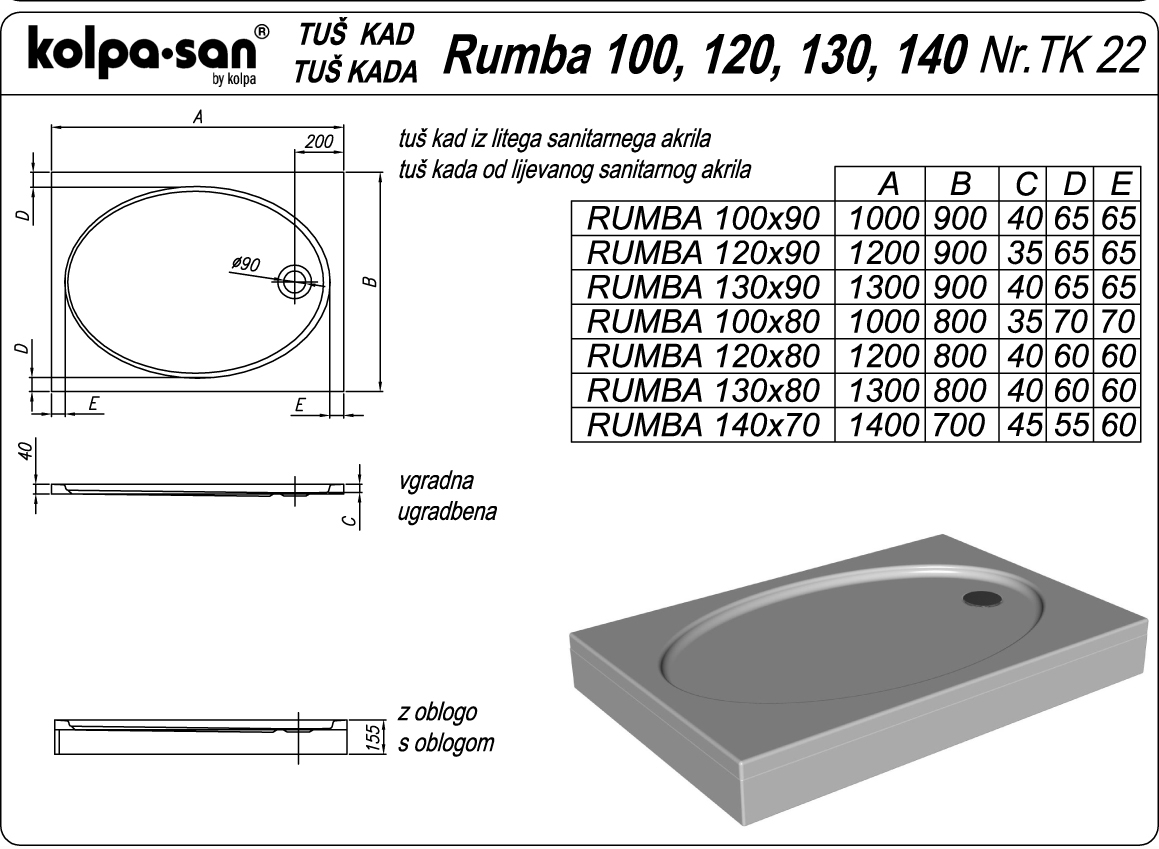 kolpa·san®
by kolpa
TUŠ KAD
TUŠ KADA
Rumba 100, 120, 130, 140 Nr.TK 22
A
200
D
ø90
B
D
E
E
tuš kad iz litega sanitarnega akrila
tuš kada od lijevanog sanitarnog akrila
A B C D E
RUMBA 100x90 1000 900 40 65 65
RUMBA 120x90 1200 900 35 65 65
RUMBA 130x90 1300 900 40 65 65
RUMBA 100x80 1000 800 35 70 70
RUMBA 120x80 1200 800 40 60 60
RUMBA 130x80 1300 800 40 60 60
RUMBA 140x70 1400 700 45 55 60
40
C
vgradna
ugradbena
155
z oblogo
s oblogom